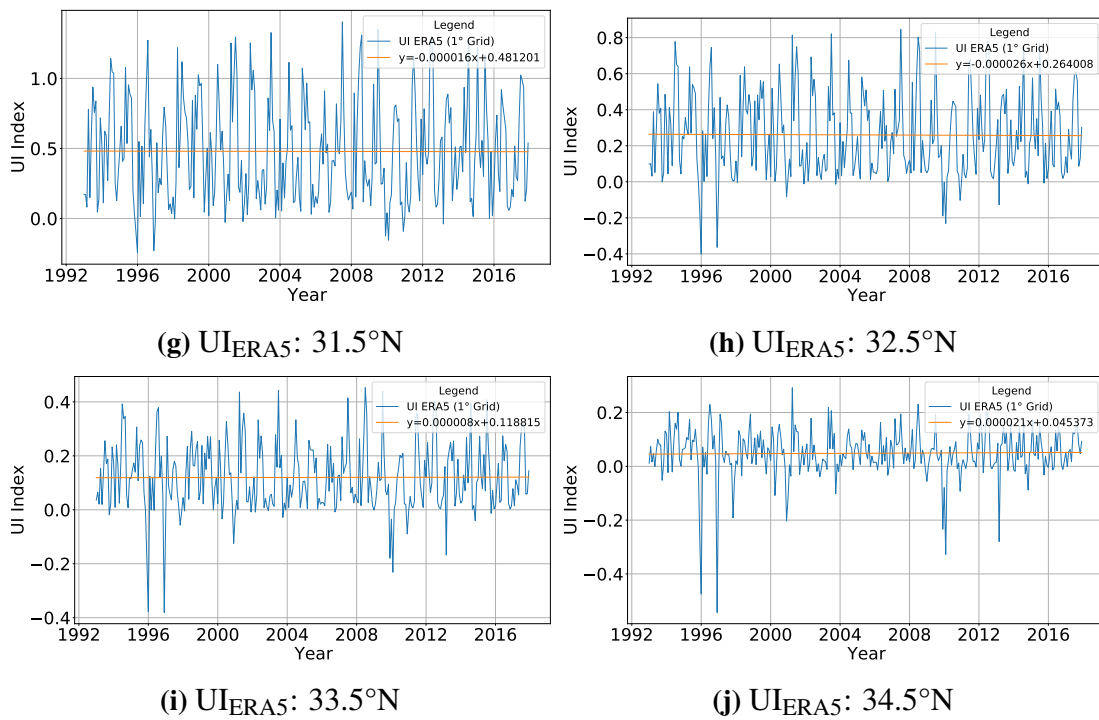 Legend
UI ERA5 (1° Grid)
y=-0.000016x+0.481201
UI Index
1.0
0.5
0.0
1992 1996 2000 2004 2008 2012 2016
Year
(g) UI_ERA5: 31.5°N
Legend
UI ERA5 (1° Grid)
y=-0.000026x+0.264008
UI Index
0.8
0.6
0.4
0.2
0.0
−0.2
−0.4
1992 1996 2000 2004 2008 2012 2016
Year
(h) UI_ERA5: 32.5°N
Legend
UI ERA5 (1° Grid)
y=0.000008x+0.118815
UI Index
0.4
0.2
0.0
−0.2
−0.4
1992 1996 2000 2004 2008 2012 2016
Year
(i) UI_ERA5: 33.5°N
Legend
UI ERA5 (1° Grid)
y=0.000021x+0.045373
UI Index
0.2
0.0
−0.2
−0.4
1992 1996 2000 2004 2008 2012 2016
Year
(j) UI_ERA5: 34.5°N